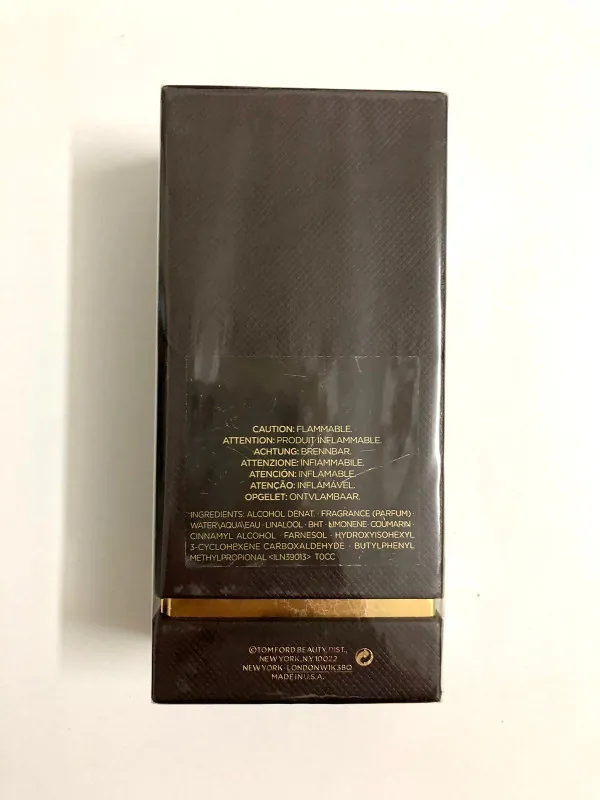 CAUTION: FLAMMABLE.
ATTENTION: PRODUIT INFLAMMABLE.
ACHTUNG: BRENNBAR.
ATTENZIONE: INFIAMMABILE.
ATENCIÓN: INFLAMABLE.
ATENÇÃO: INFLAMÁVEL.
OPGELET: ONTVLAMBAAR.
INGREDIENTS: ALCOHOL DENAT. · FRAGRANCE (PARFUM) ·
WATER\AQUA\EAU · LINALOOL · BHT · LIMONENE · COUMARIN ·
CINNAMYL ALCOHOL · FARNESOL · HYDROXYISOHEXYL
3-CYCLOHEXENE CARBOXALDEHYDE · BUTYLPHENYL
METHYLPROPIONAL <ILN39013> TOCC
©TOM FORD BEAUTY, DIST.,
NEW YORK, NY 10022
NEW YORK · LONDON W1K 3BQ
MADE IN U.S.A.